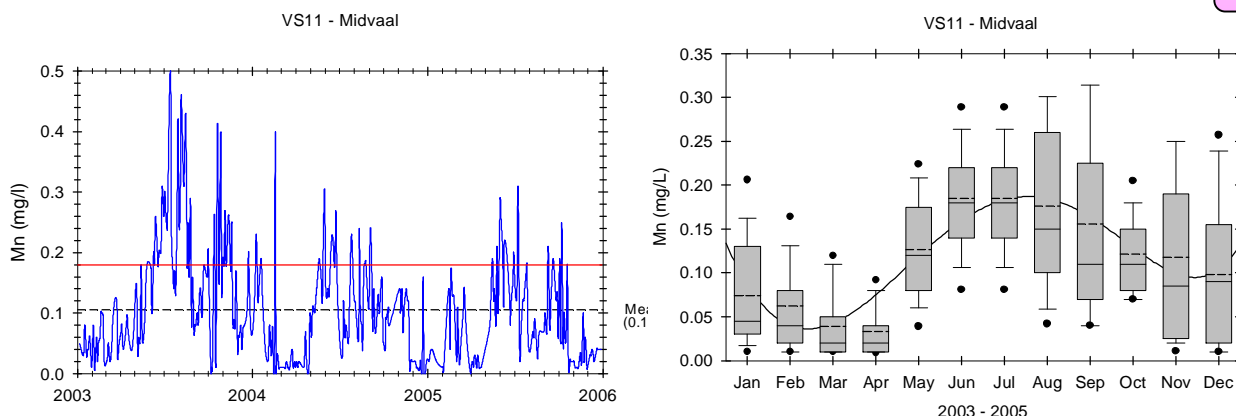 VS11 - Midvaal
Mn (mg/l)
0.5
0.4
0.3
0.2
0.1
0.0
2003 2004 2005 2006
(0.1
VS11 - Midvaal
Mn (mg/L)
0.35
0.30
0.25
0.20
0.15
0.10
0.05
0.00
Jan Feb Mar Apr May Jun Jul Aug Sep Oct Nov Dec
2003 - 2005